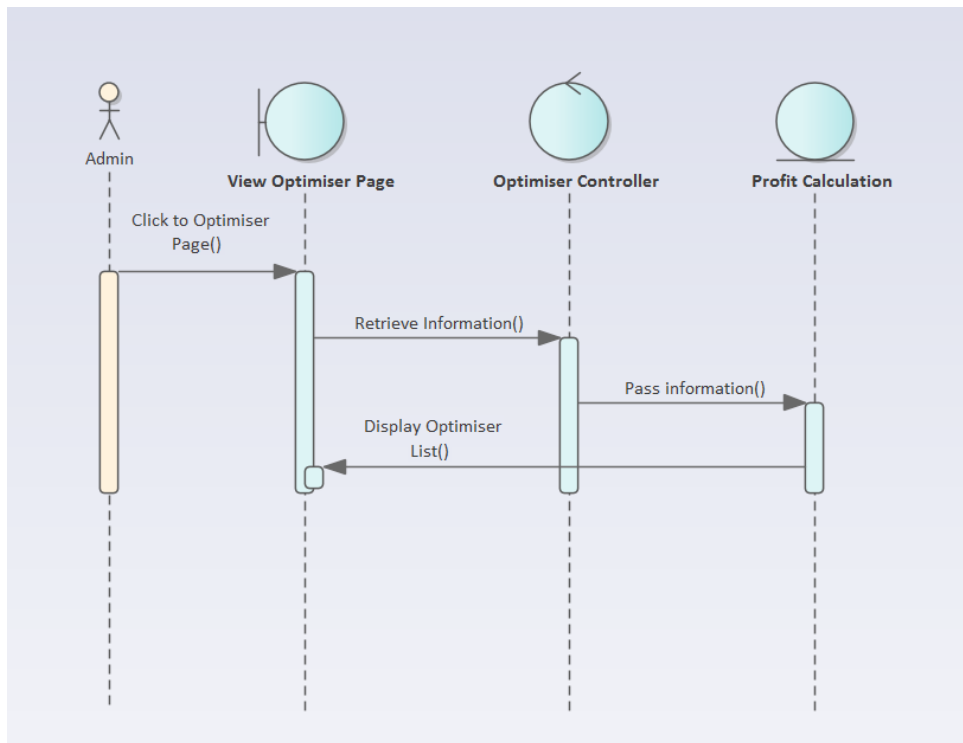 Admin
View Optimiser Page
Optimiser Controller
Profit Calculation
Click to Optimiser
Page()
Retrieve Information()
Pass information()
Display Optimiser
List()